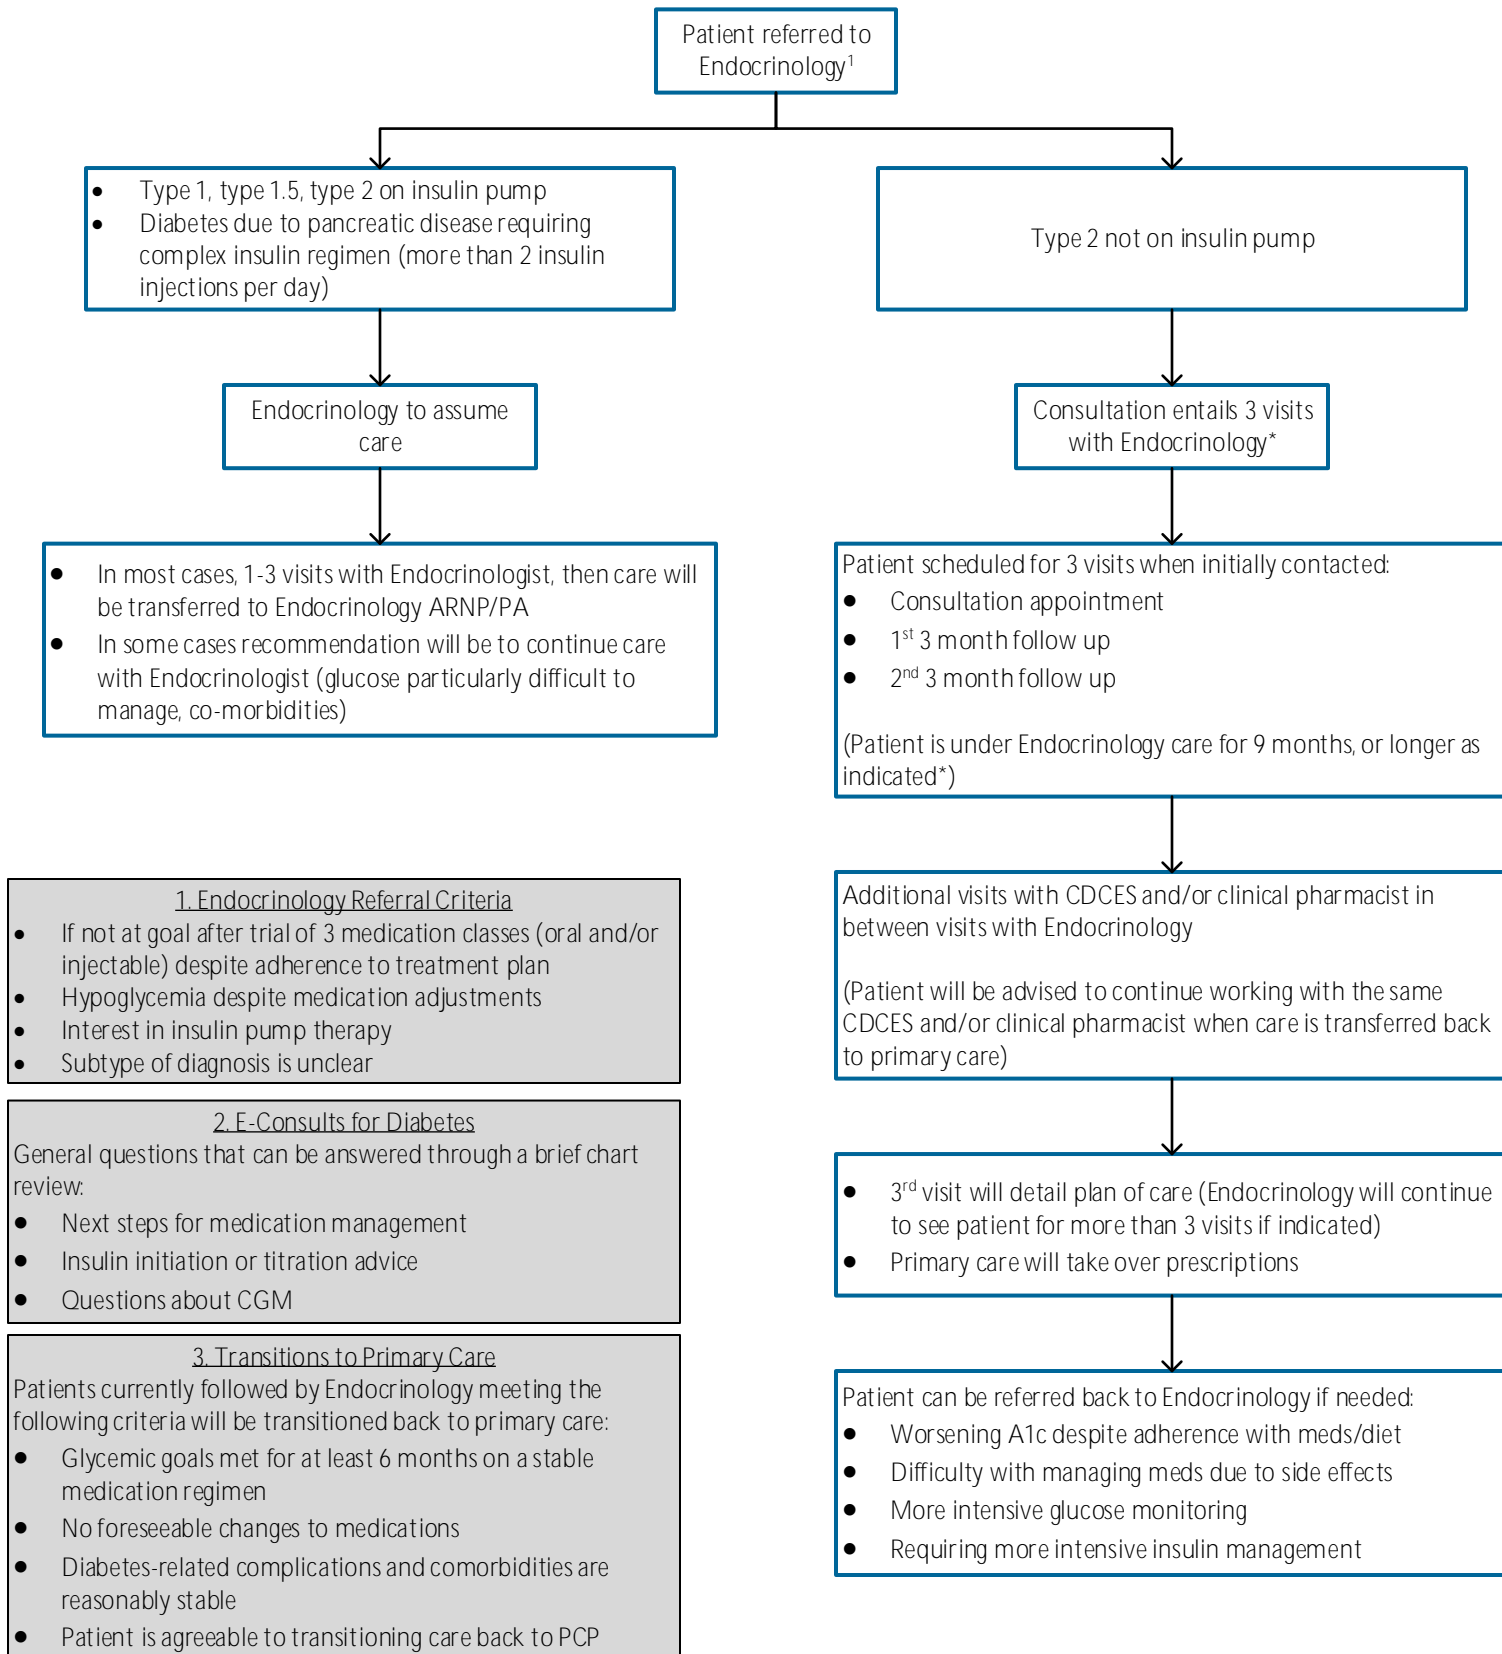 Patient referred to
Endocrinology¹
• Type 1, type 1.5, type 2 on insulin pump
• Diabetes due to pancreatic disease requiring
complex insulin regimen (more than 2 insulin
injections per day)
Type 2 not on insulin pump
Endocrinology to assume
care
Consultation entails 3 visits
with Endocrinology*
• In most cases, 1-3 visits with Endocrinologist, then care will
be transferred to Endocrinology ARNP/PA
• In some cases recommendation will be to continue care
with Endocrinologist (glucose particularly difficult to
manage, co-morbidities)
Patient scheduled for 3 visits when initially contacted:
• Consultation appointment
• 1st 3 month follow up
• 2nd 3 month follow up
(Patient is under Endocrinology care for 9 months, or longer as
indicated*)
Additional visits with CDCES and/or clinical pharmacist in
between visits with Endocrinology
(Patient will be advised to continue working with the same
CDCES and/or clinical pharmacist when care is transferred back
to primary care)
• 3rd visit will detail plan of care (Endocrinology will continue
to see patient for more than 3 visits if indicated)
• Primary care will take over prescriptions
Patient can be referred back to Endocrinology if needed:
• Worsening A1c despite adherence with meds/diet
• Difficulty with managing meds due to side effects
• More intensive glucose monitoring
• Requiring more intensive insulin management
1. Endocrinology Referral Criteria
• If not at goal after trial of 3 medication classes (oral and/or
injectable) despite adherence to treatment plan
• Hypoglycemia despite medication adjustments
• Interest in insulin pump therapy
• Subtype of diagnosis is unclear
2. E-Consults for Diabetes
General questions that can be answered through a brief chart
review:
• Next steps for medication management
• Insulin initiation or titration advice
• Questions about CGM
3. Transitions to Primary Care
Patients currently followed by Endocrinology meeting the
following criteria will be transitioned back to primary care:
• Glycemic goals met for at least 6 months on a stable
medication regimen
• No foreseeable changes to medications
• Diabetes-related complications and comorbidities are
reasonably stable
• Patient is agreeable to transitioning care back to PCP